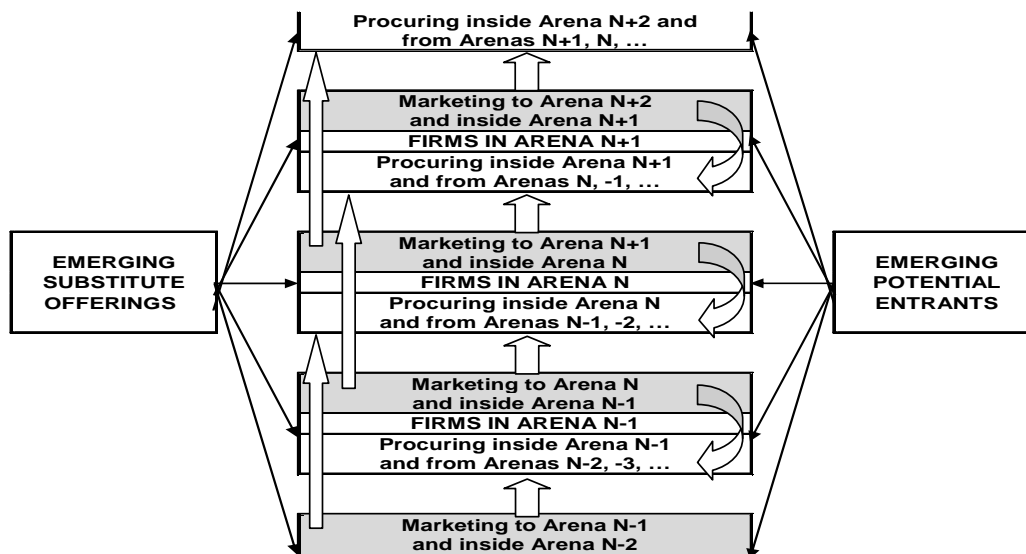 Procuring inside Arena N+2 and
from Arenas N+1, N, …
Marketing to Arena N+2
and inside Arena N+1
FIRMS IN ARENA N+1
Procuring inside Arena N+1
and from Arenas N, -1, …
EMERGING
SUBSTITUTE
OFFERINGS
Marketing to Arena N+1
and inside Arena N
FIRMS IN ARENA N
Procuring inside Arena N
and from Arenas N-1, -2, …
EMERGING
POTENTIAL
ENTRANTS
Marketing to Arena N
and inside Arena N-1
FIRMS IN ARENA N-1
Procuring inside Arena N-1
and from Arenas N-2, -3, …
Marketing to Arena N-1
and inside Arena N-2